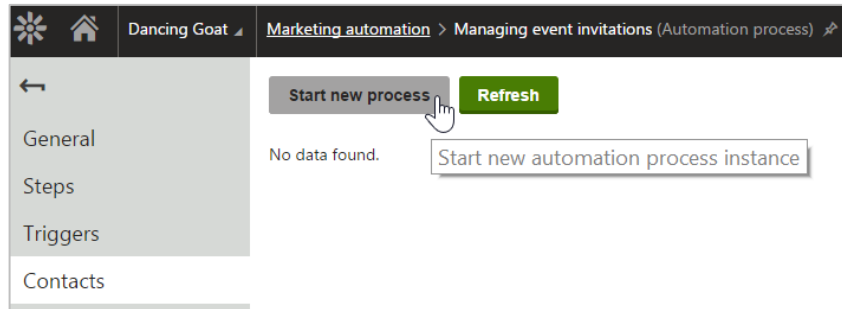 Dancing Goat Marketing automation > Managing event invitations (Automation process)
Start new process Refresh
General
No data found.
Start new automation process instance
Steps
Triggers
Contacts